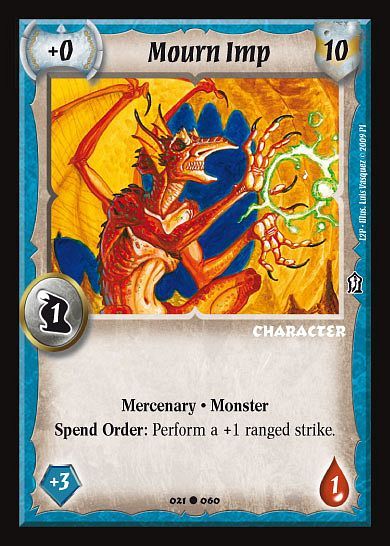 +0
Mourn Imp
10
L2P • Illus. Luis Vasquez © 2009 P1
1
CHARACTER
Mercenary • Monster
Spend Order: Perform a +1 ranged strike.
+3
021 ● 060
1